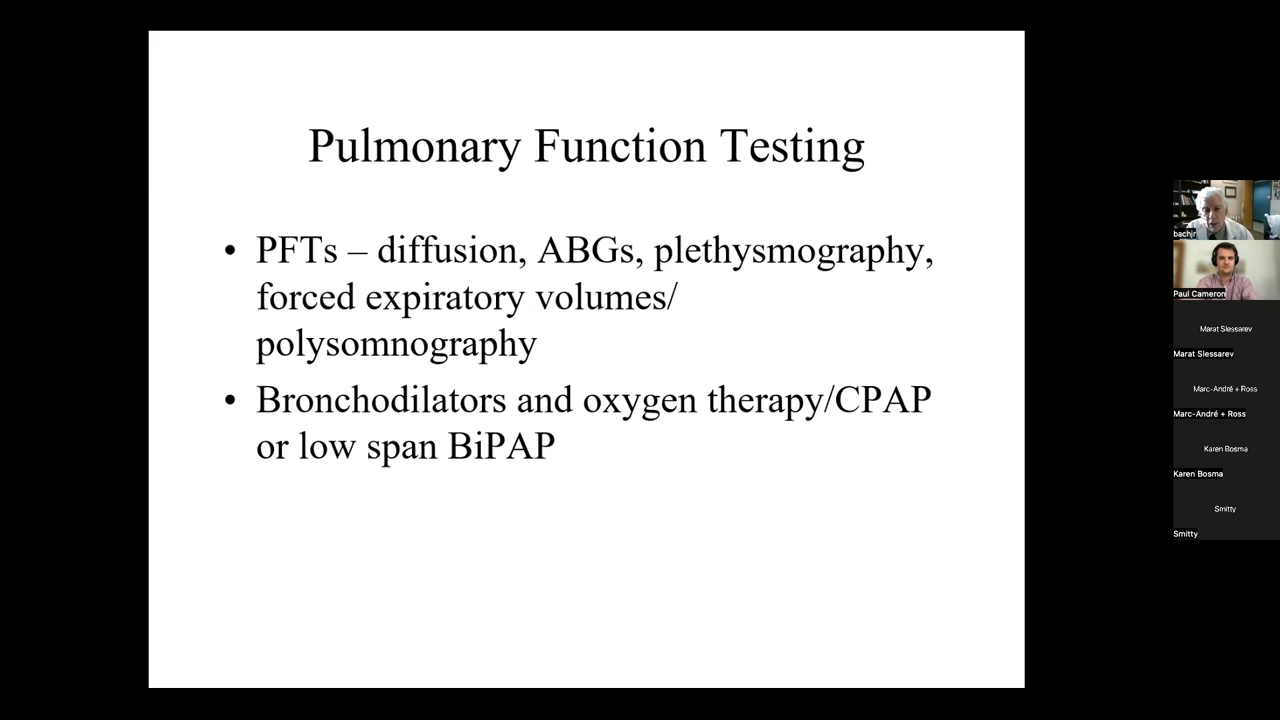 Pulmonary Function Testing
• PFTs – diffusion, ABGs, plethysmography,
forced expiratory volumes/
polysomnography
• Bronchodilators and oxygen therapy/CPAP
or low span BiPAP
bachjr
Paul Cameron
Marat Slessarev
Marat Slessarev
Marc-André + Ross
Marc-André + Ross
Karen Bosma
Karen Bosma
Smitty
Smitty